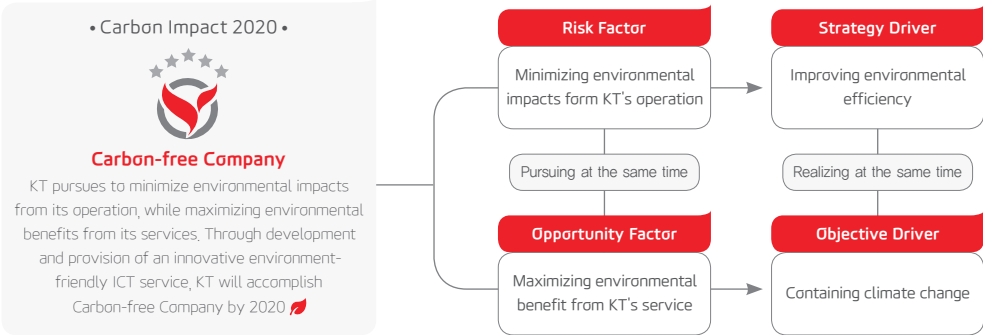 • Carbon Impact 2020 •
Carbon-free Company
KT pursues to minimize environmental impacts
from its operation, while maximizing environmental
benefits from its services. Through development
and provision of an innovative environment-
friendly ICT service, KT will accomplish
Carbon-free Company by 2020
Risk Factor
Minimizing environmental
impacts form KT's operation
Pursuing at the same time
Opportunity Factor
Maximizing environmental
benefit from KT's service
Strategy Driver
Improving environmental
efficiency
Realizing at the same time
Objective Driver
Containing climate change